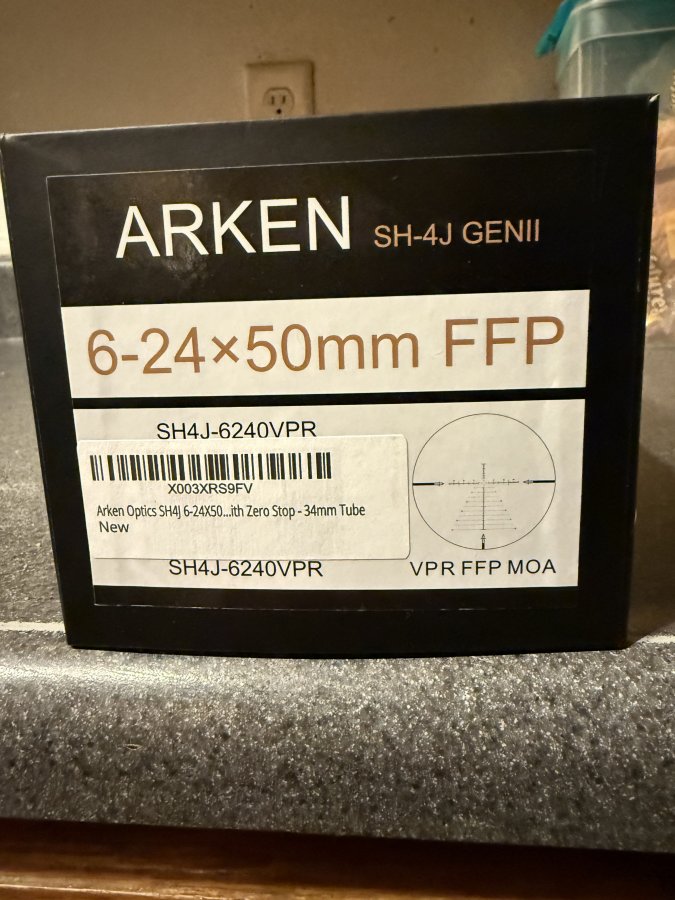 ARKEN SH-4J GENII
6-24×50mm FFP
SH4J-6240VPR
X003XRS9FV
Arken Optics SH4J 6-24X50...ith Zero Stop - 34mm Tube
New
SH4J-6240VPR
VPR FFP MOA